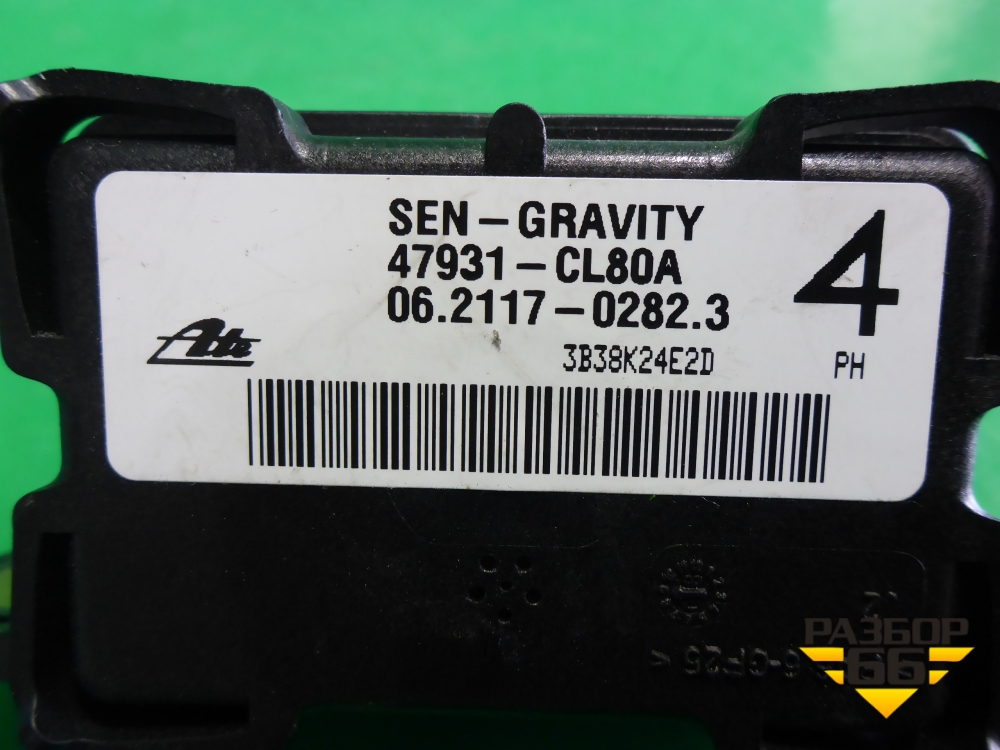 SEN-GRAVITY
47931-CL80A
06.2117-0282.3
4
Ate
3B38K24E2D
PH
РАЗБОР
66